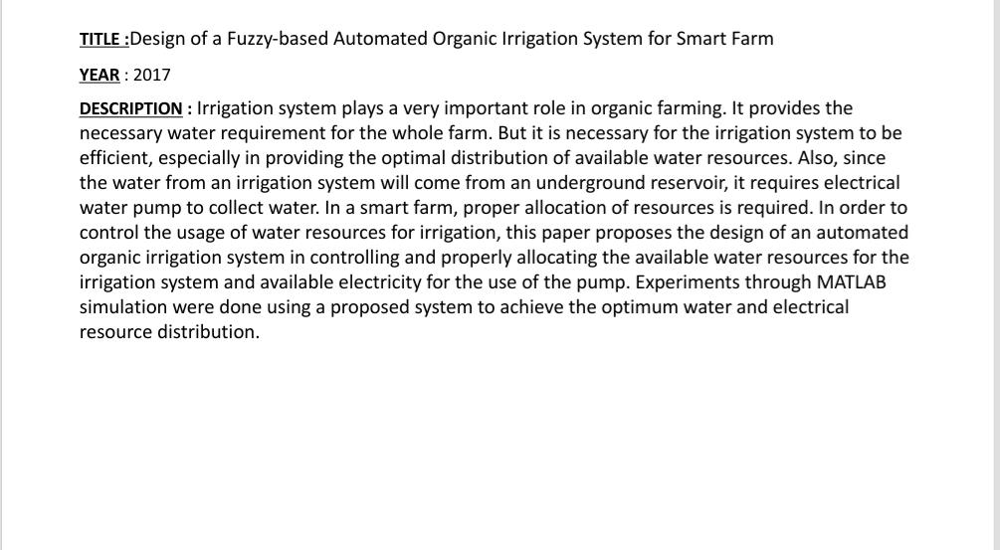 TITLE :Design of a Fuzzy-based Automated Organic Irrigation System for Smart Farm
YEAR : 2017
DESCRIPTION : Irrigation system plays a very important role in organic farming. It provides the
necessary water requirement for the whole farm. But it is necessary for the irrigation system to be
efficient, especially in providing the optimal distribution of available water resources. Also, since
the water from an irrigation system will come from an underground reservoir, it requires electrical
water pump to collect water. In a smart farm, proper allocation of resources is required. In order to
control the usage of water resources for irrigation, this paper proposes the design of an automated
organic irrigation system in controlling and properly allocating the available water resources for the
irrigation system and available electricity for the use of the pump. Experiments through MATLAB
simulation were done using a proposed system to achieve the optimum water and electrical
resource distribution.